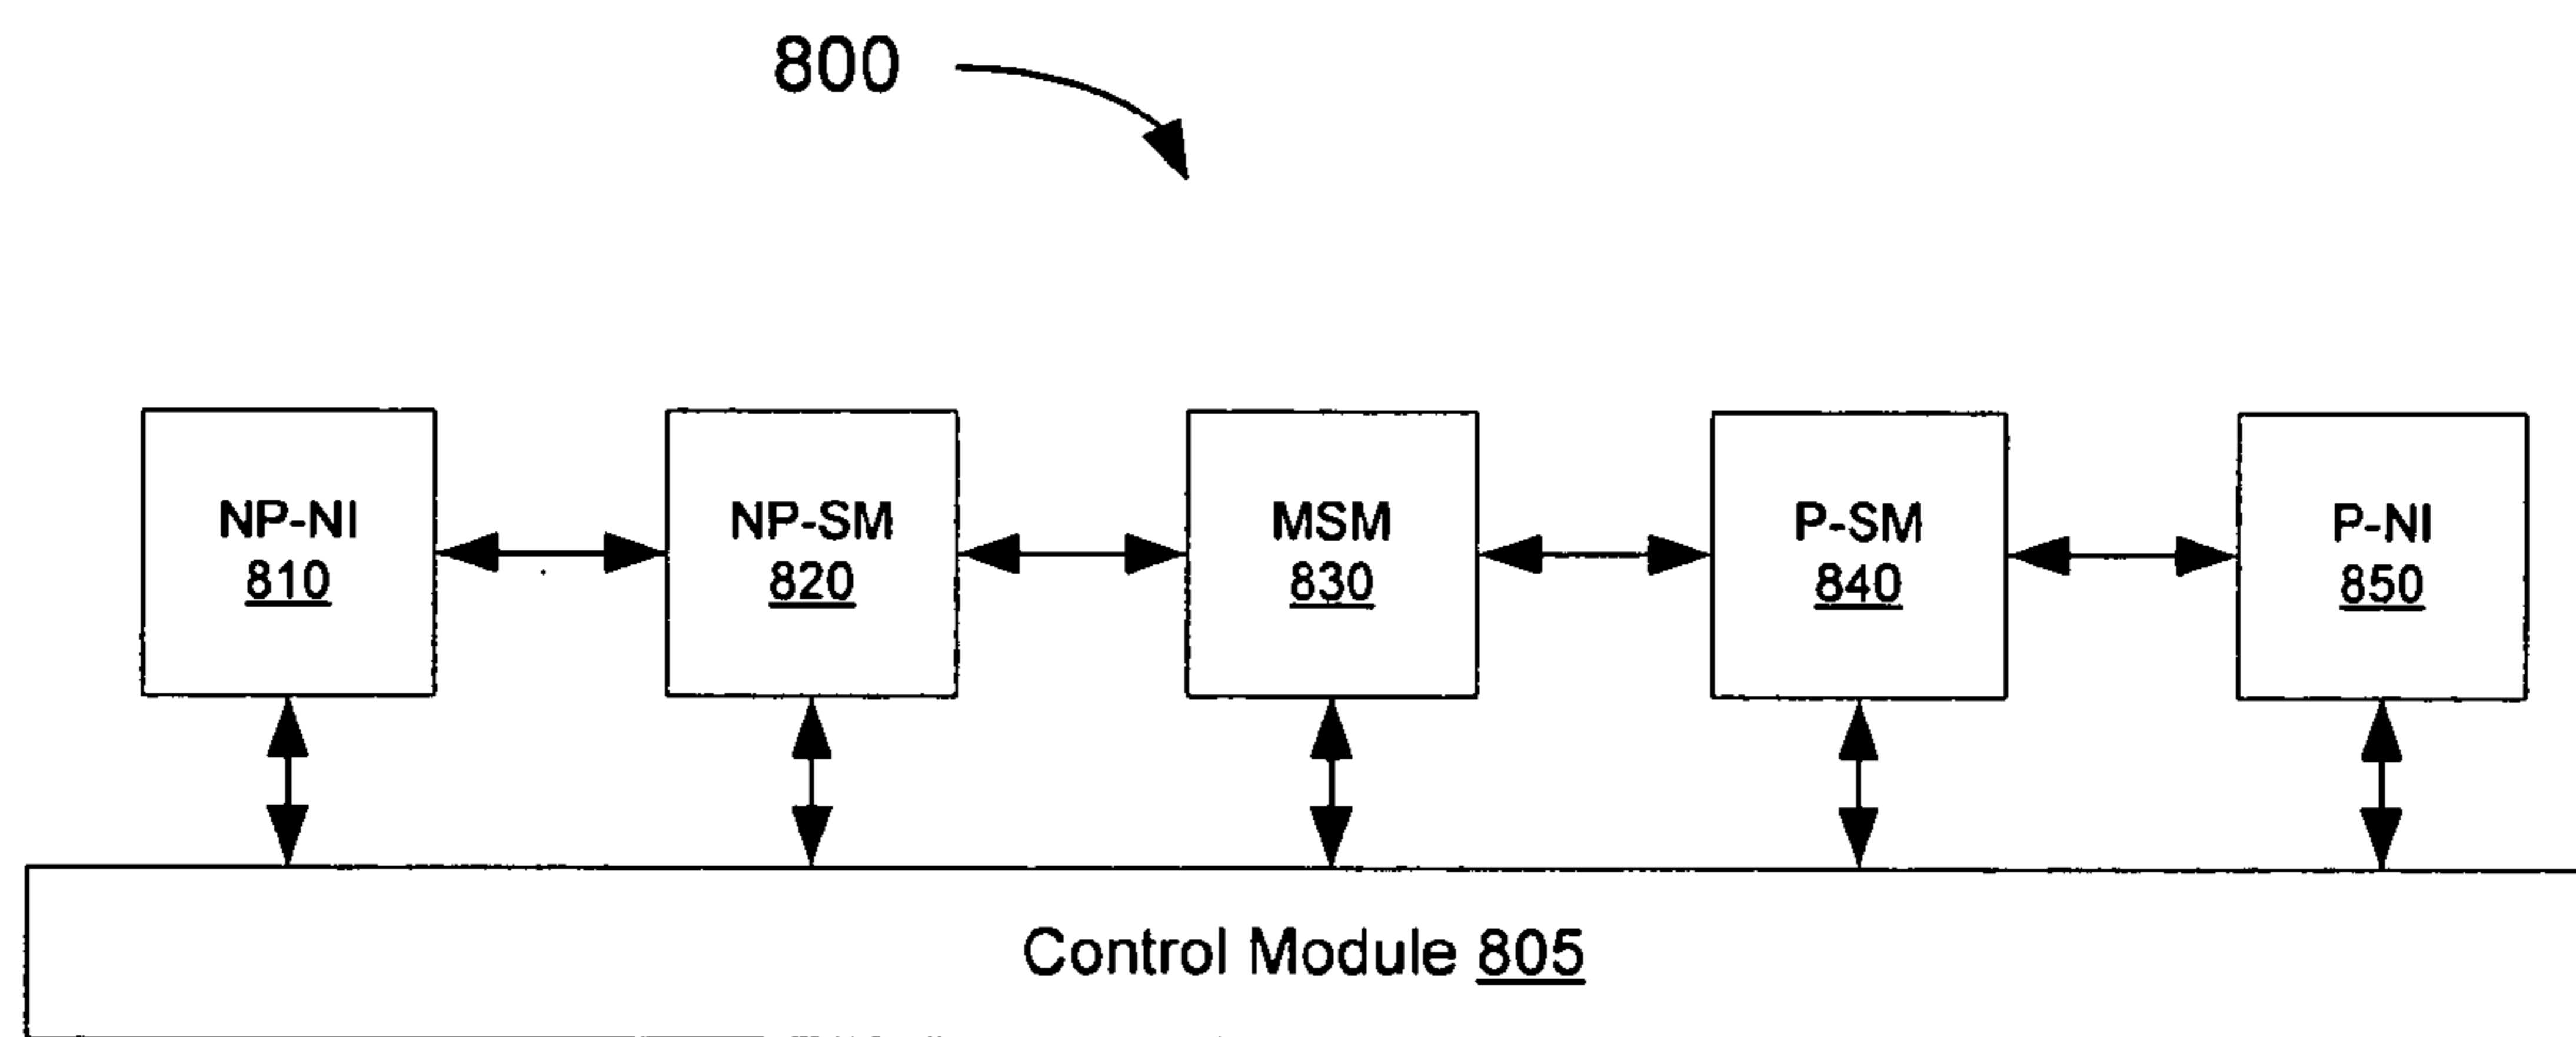 800
NP-NI
810
NP-SM
820
MSM
830
P-SM
840
P-NI
850
Control Module 805